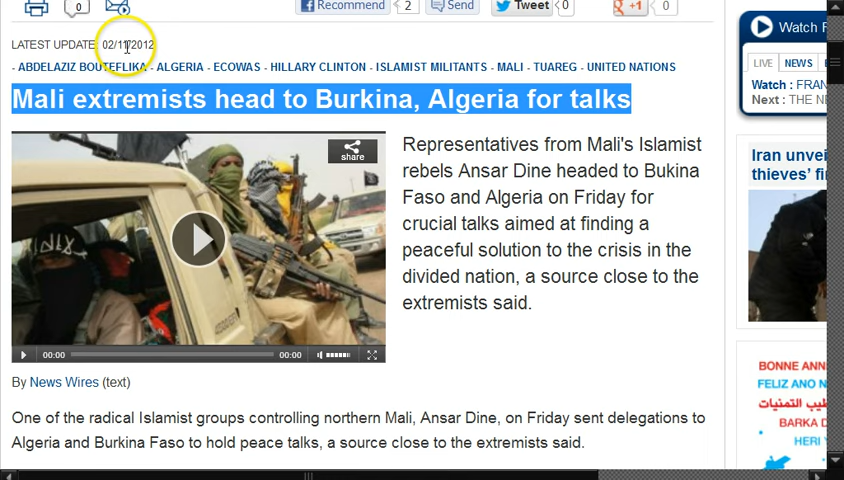 Recommend 2 Send Tweet 0 +1 0
0
LATEST UPDATE: 02/11/2012
- ABDELAZIZ BOUTEFLIKA - ALGERIA - ECOWAS - HILLARY CLINTON - ISLAMIST MILITANTS - MALI - TUAREG - UNITED NATIONS
Mali extremists head to Burkina, Algeria for talks
share
00:00 00:00
Representatives from Mali's Islamist
rebels Ansar Dine headed to Bukina
Faso and Algeria on Friday for
crucial talks aimed at finding a
peaceful solution to the crisis in the
divided nation, a source close to the
extremists said.
By News Wires (text)
One of the radical Islamist groups controlling northern Mali, Ansar Dine, on Friday sent delegations to
Algeria and Burkina Faso to hold peace talks, a source close to the extremists said.
Watch
LIVE NEWS
Watch : FRAN
Next : THE NE
Iran unvei
thieves' fi
BONNE ANN
FELIZ ANO N
طيب التمنيات
BARKA D
HERI